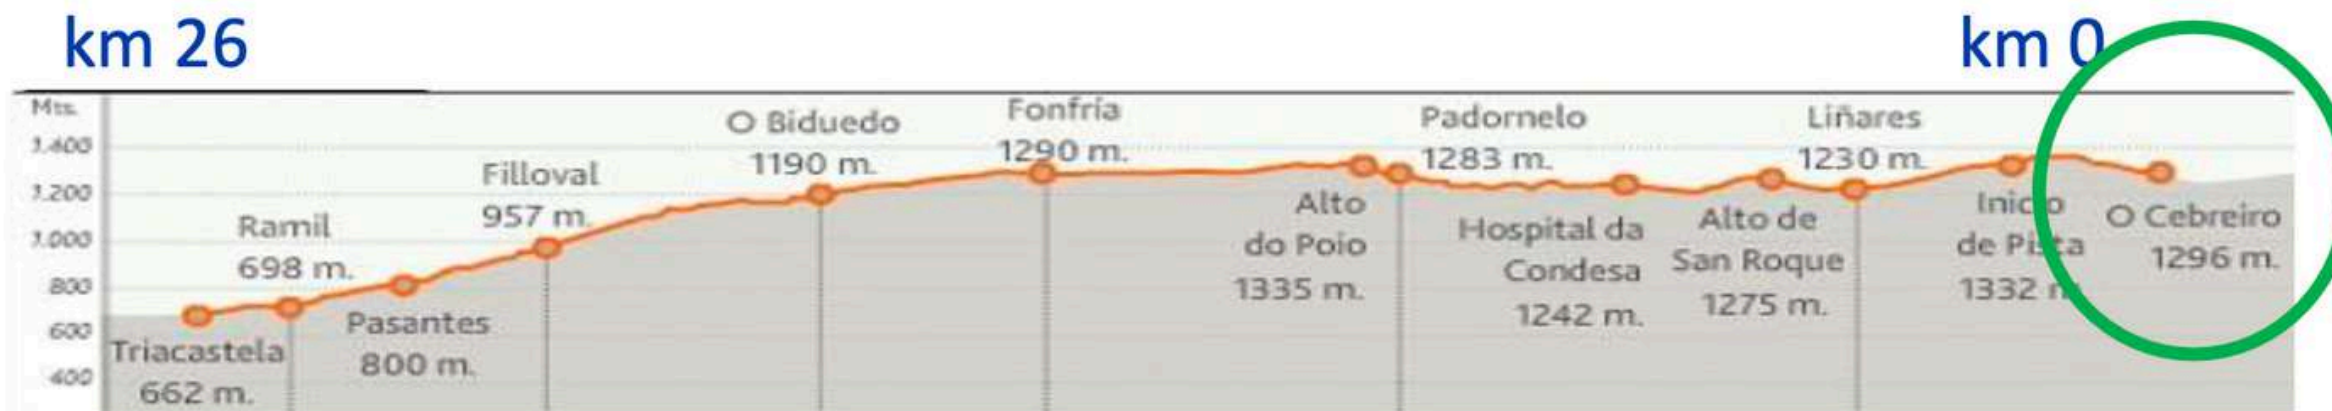 km 26
km 0
Mts.
1.400
1.200
1.000
800
600
400
Triacastela
662 m.
Ramil
698 m.
Pasantes
800 m.
Filloval
957 m.
O Biduedo
1190 m.
Fonfría
1290 m.
Alto
do Poio
1335 m.
Padornelo
1283 m.
Hospital da
Condesa
1242 m.
Alto de
San Roque
1275 m.
Liñares
1230 m.
Inicio
de Pista
1332 m.
O Cebreiro
1296 m.